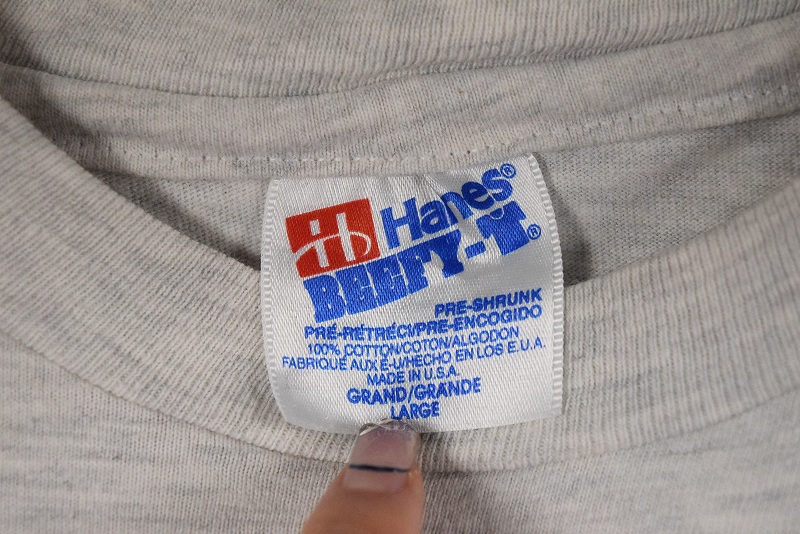 Hanes®
BEEFY-T®
PRE-SHRUNK
PRÉ-RÉTRÉCI/PRE-ENCOGIDO
100% COTTON/COTON/ALGODON
FABRIQUÉ AUX É-U/HECHO EN LOS E.U.A.
MADE IN U.S.A.
GRAND/GRANDE
LARGE